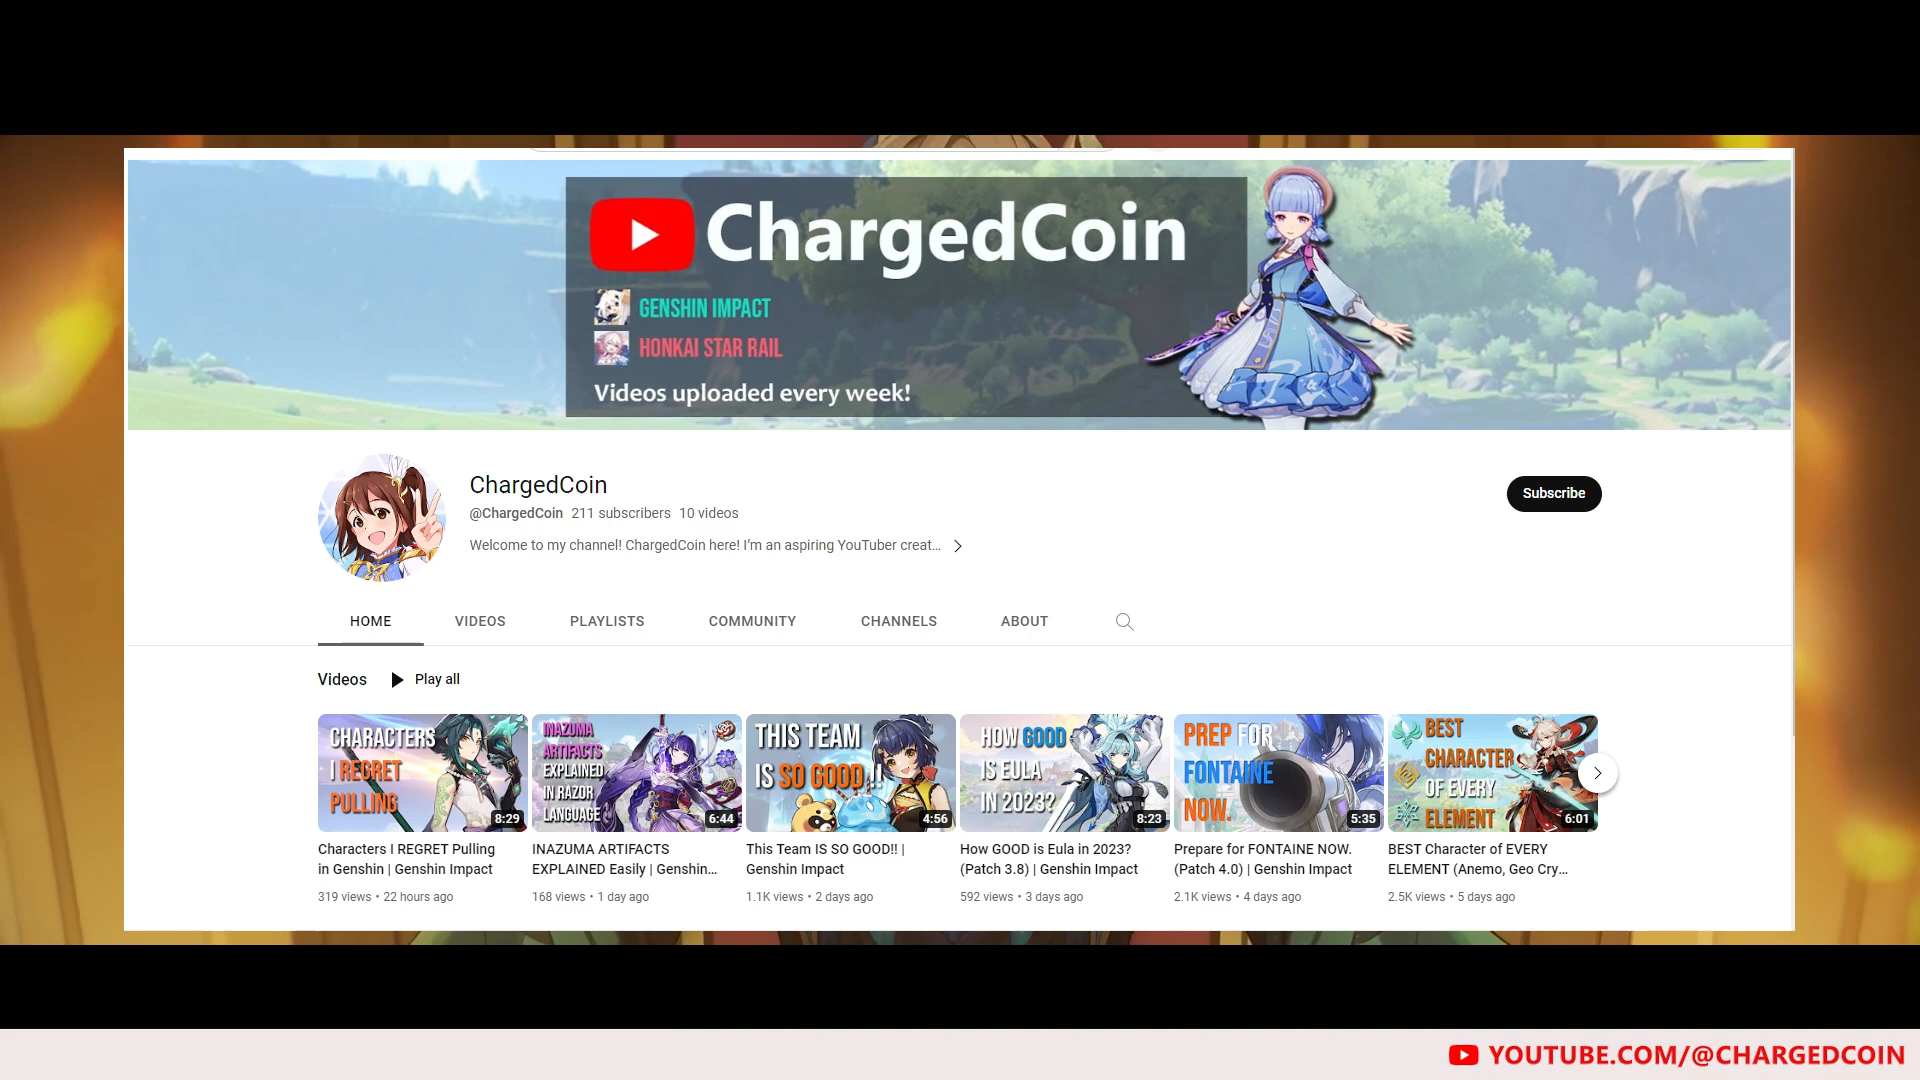 ChargedCoin
GENSHIN IMPACT
HONKAI STAR RAIL
Videos uploaded every week!
ChargedCoin
@ChargedCoin 211 subscribers 10 videos
Welcome to my channel! ChargedCoin here! I'm an aspiring YouTuber creat...
Subscribe
HOME VIDEOS PLAYLISTS COMMUNITY CHANNELS ABOUT
Videos Play all
CHARACTERS
I REGRET
PULLING
8:29
INAZUMA
ARTIFACTS
EXPLAINED
IN RAZOR
LANGUAGE
6:44
THIS TEAM
IS SO GOOD!!
4:56
HOW GOOD
IS EULA
IN 2023?
8:23
PREP FOR
FONTAINE
NOW.
5:35
BEST
CHARACTER
OF EVERY
ELEMENT
6:01
Characters I REGRET Pulling
in Genshin | Genshin Impact
319 views • 22 hours ago
INAZUMA ARTIFACTS
EXPLAINED Easily | Genshin...
168 views • 1 day ago
This Team IS SO GOOD!! |
Genshin Impact
1.1K views • 2 days ago
How GOOD is Eula in 2023?
(Patch 3.8) | Genshin Impact
592 views • 3 days ago
Prepare for FONTAINE NOW.
(Patch 4.0) | Genshin Impact
2.1K views • 4 days ago
BEST Character of EVERY
ELEMENT (Anemo, Geo Cry...
2.5K views • 5 days ago
YOUTUBE.COM/@CHARGEDCOIN